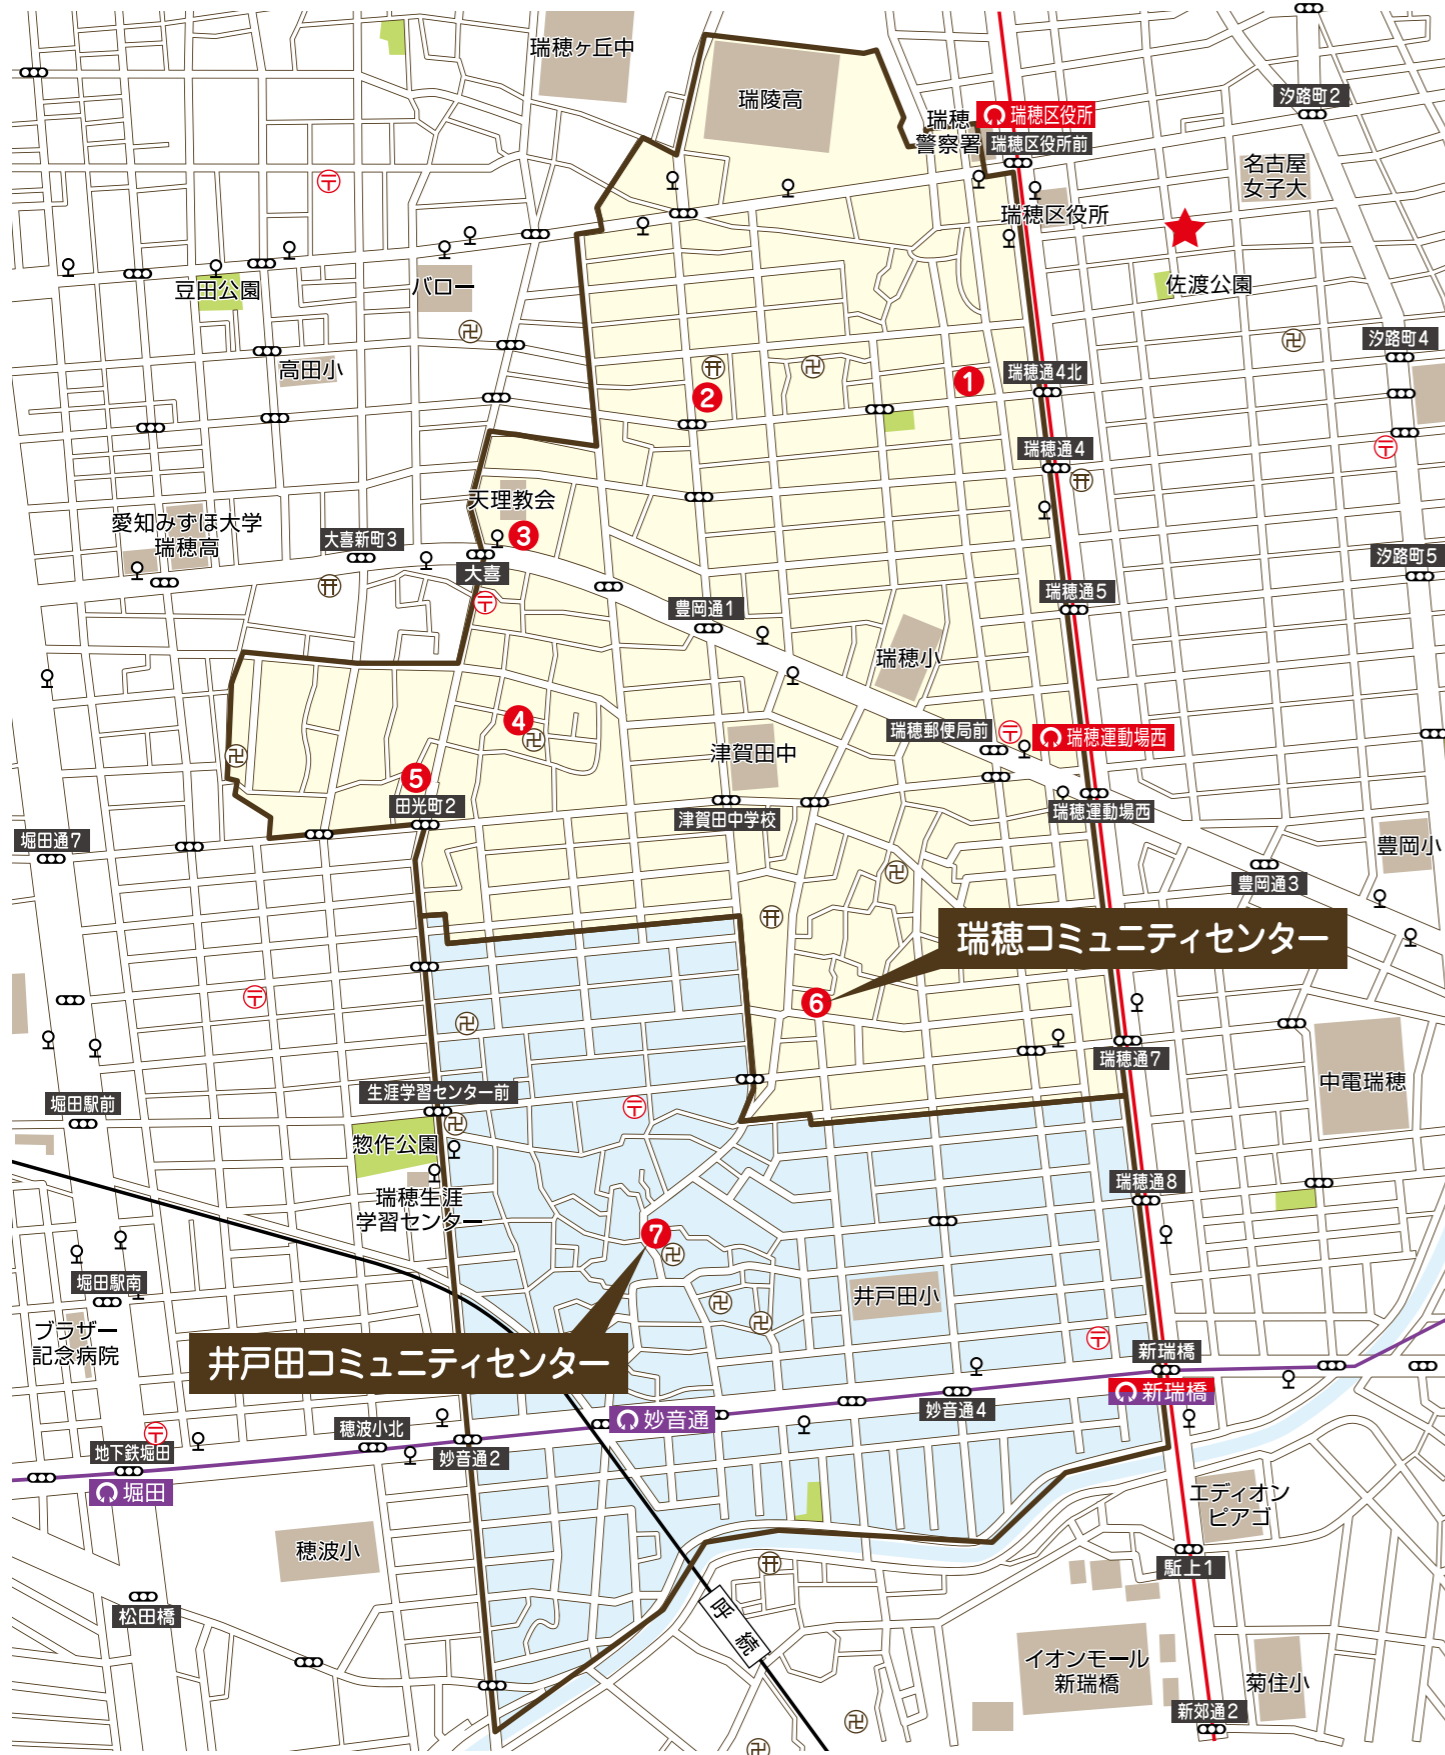 瑞穂ヶ丘中
瑞陵高
瑞穂
警察署
瑞穂区役所
瑞穂区役所前
汐路町2
名古屋
女子大
瑞穂区役所
佐渡公園
豆田公園
バロー
高田小
汐路町4
瑞穂通4北
1
2
瑞穂通4
天理教会
3
愛知みずほ大学
瑞穂高
大喜新町3
大喜
汐路町5
瑞穂通5
豊岡通1
瑞穂小
4
瑞穂郵便局前
瑞穂運動場西
津賀田中
5
田光町2
津賀田中学校
瑞穂運動場西
堀田通7
豊岡小
豊岡通3
瑞穂コミュニティセンター
6
瑞穂通7
中電瑞穂
生涯学習センター前
堀田駅前
惣作公園
瑞穂生涯
学習センター
瑞穂通8
7
堀田駅南
井戸田小
ブラザー
記念病院
井戸田コミュニティセンター
新瑞橋
新瑞橋
妙音通4
妙音通
穂波小北
妙音通2
地下鉄堀田
堀田
エディオン
ピアゴ
穂波小
駈上1
松田橋
呼続
イオンモール
新瑞橋
菊住小
新郊通2